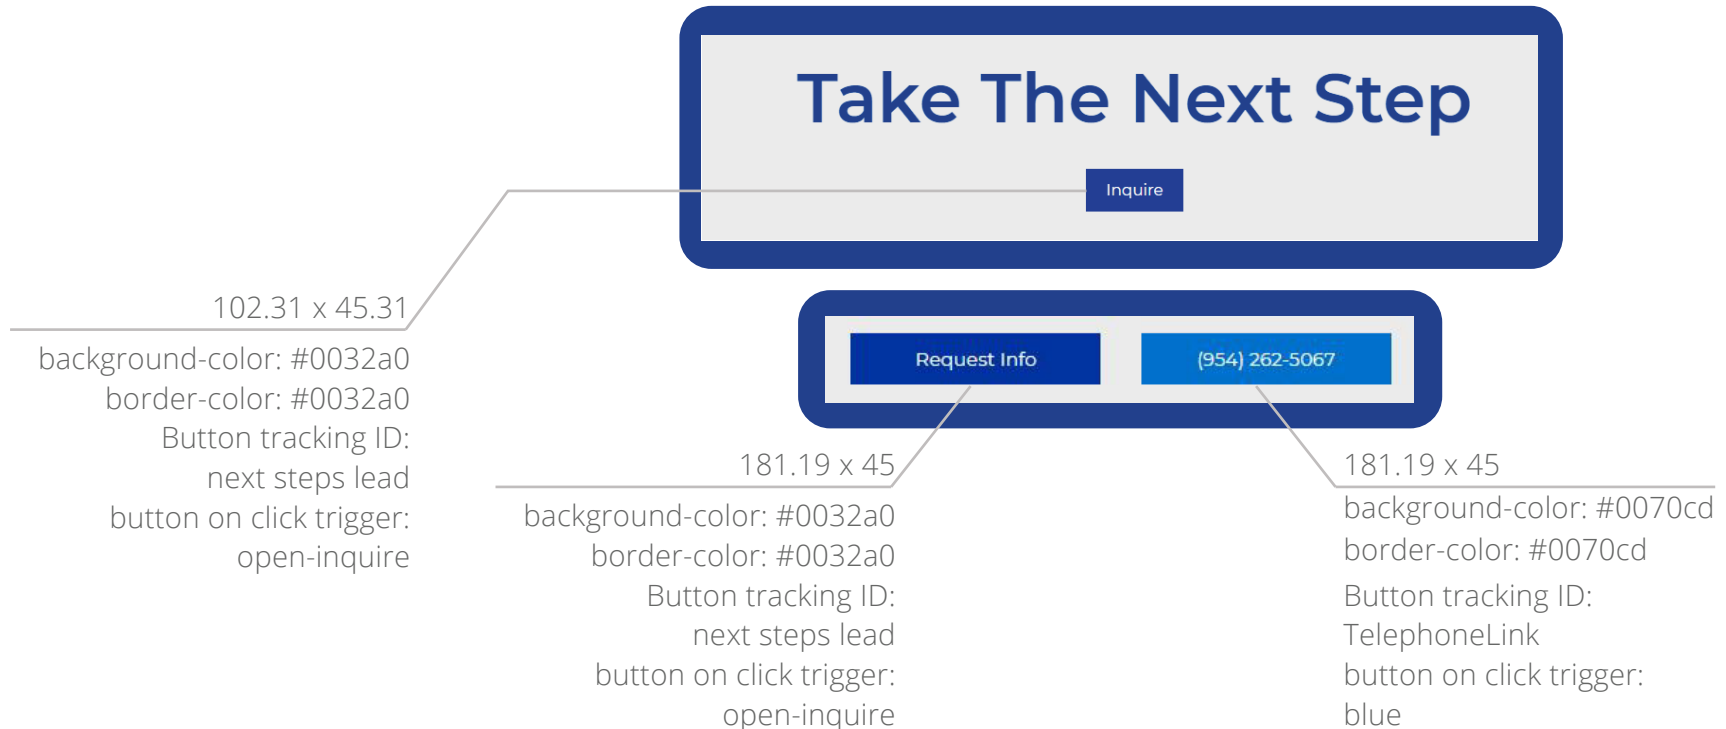 Take The Next Step
Inquire
102.31 x 45.31
background-color: #0032a0
border-color: #0032a0
Button tracking ID:
next steps lead
button on click trigger:
open-inquire
Request Info
(954) 262-5067
181.19 x 45
background-color: #0032a0
border-color: #0032a0
Button tracking ID:
next steps lead
button on click trigger:
open-inquire
181.19 x 45
background-color: #0070cd
border-color: #0070cd
Button tracking ID:
TelephoneLink
button on click trigger:
blue